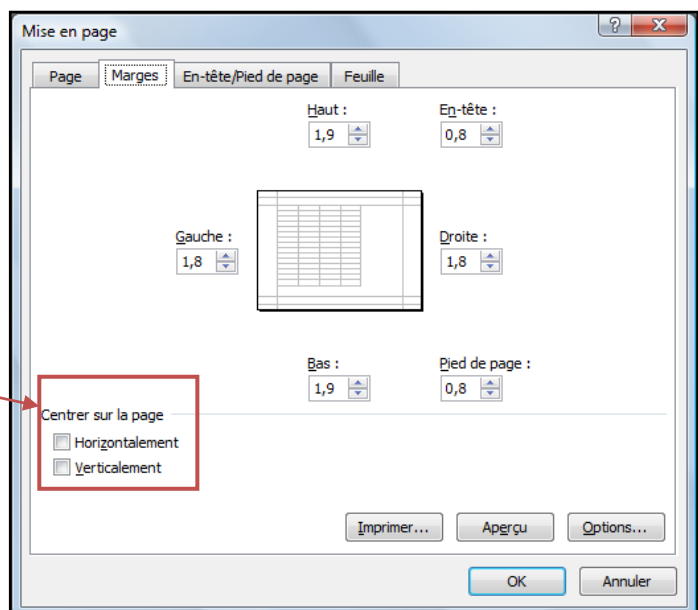 Mise en page
?
Page Marges En-tête/Pied de page Feuille
Haut : En-tête :
1,9 0,8
Gauche : Droite :
1,8 1,8
Bas : Pied de page :
1,9 0,8
Centrer sur la page
Horizontalement
Verticalement
Imprimer... Aperçu Options...
OK Annuler